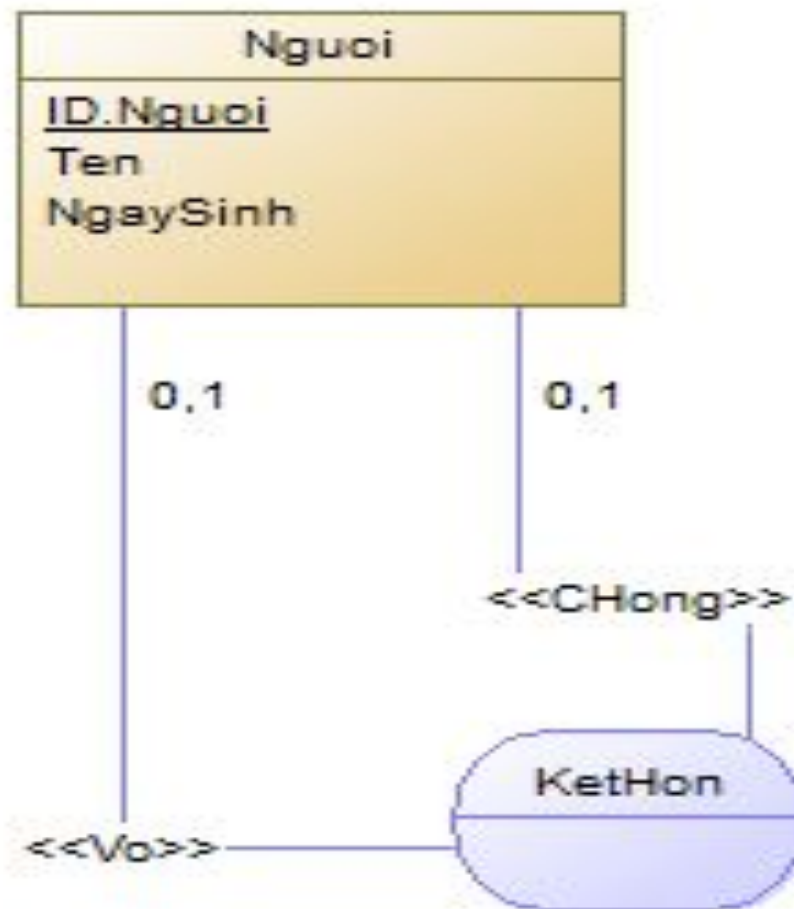 Nguoi
ID.Nguoi
Ten
NgaySinh
0,1 0,1
<<CHong>>
KetHon
<<Vo>>